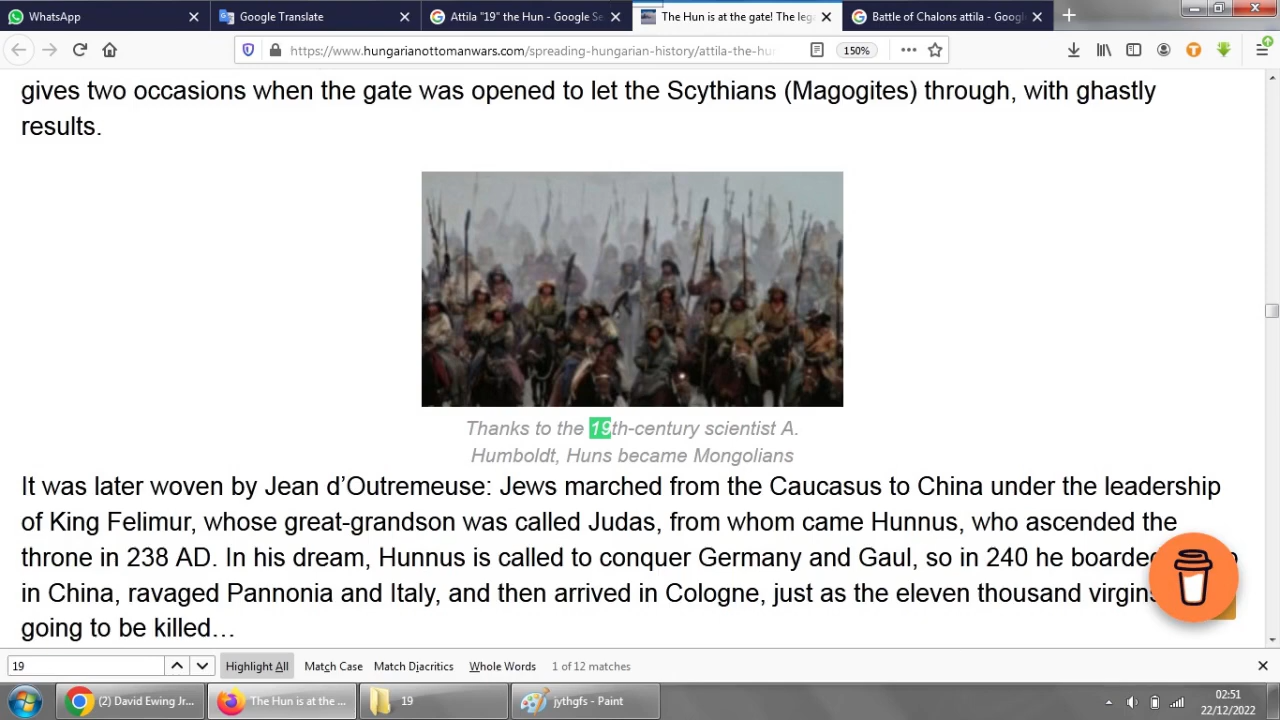 WhatsApp
Google Translate
Attila "19" the Hun - Google Se
The Hun is at the gate! The leg
Battle of Chalons attila - Googl
https://www.hungarianottomanwars.com/spreading-hungarian-history/attila-the-hu
150%
gives two occasions when the gate was opened to let the Scythians (Magogites) through, with ghastly
results.
Thanks to the 19th-century scientist A.
Humboldt, Huns became Mongolians
It was later woven by Jean d’Outremeuse: Jews marched from the Caucasus to China under the leadership
of King Felimur, whose great-grandson was called Judas, from whom came Hunnus, who ascended the
throne in 238 AD. In his dream, Hunnus is called to conquer Germany and Gaul, so in 240 he boarded
in China, ravaged Pannonia and Italy, and then arrived in Cologne, just as the eleven thousand virgins
going to be killed…
19
Highlight All
Match Case
Match Diacritics
Whole Words
1 of 12 matches
(2) David Ewing Jr...
The Hun is at the ...
19
jythgfs - Paint
02:51
22/12/2022